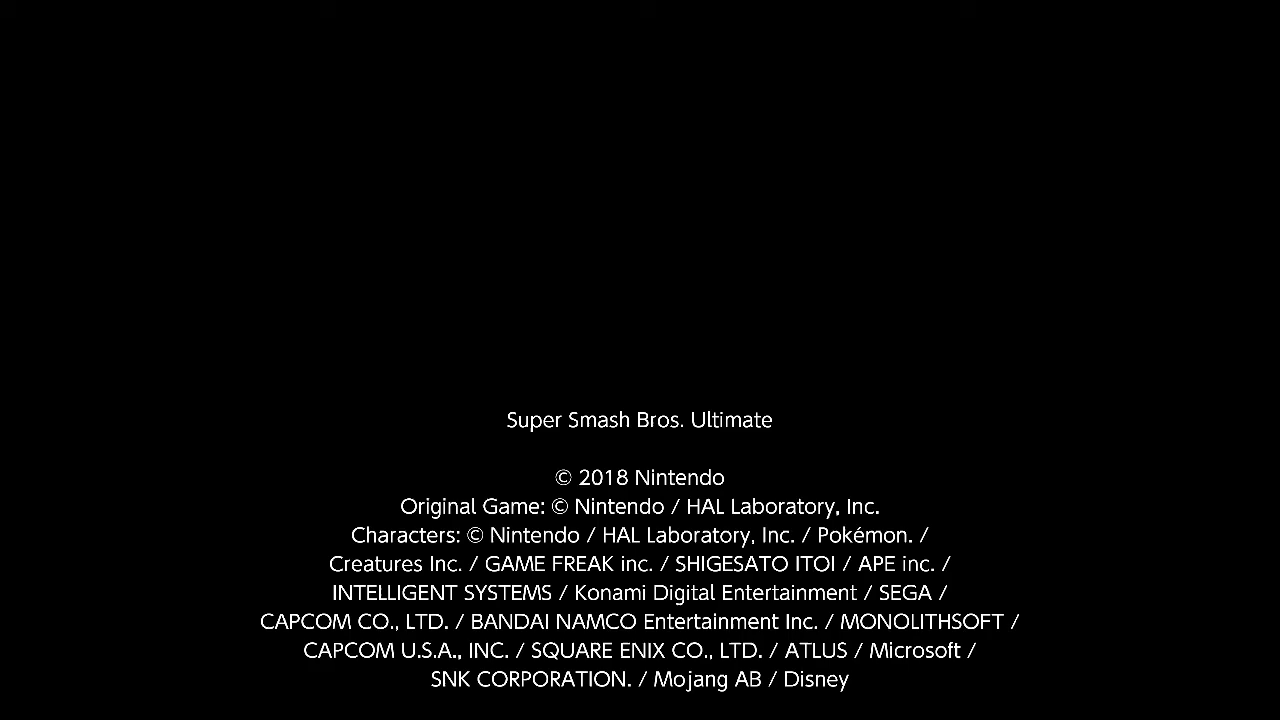 Super Smash Bros. Ultimate
© 2018 Nintendo
Original Game: © Nintendo / HAL Laboratory, Inc.
Characters: © Nintendo / HAL Laboratory, Inc. / Pokémon. /
Creatures Inc. / GAME FREAK inc. / SHIGESATO ITOI / APE inc. /
INTELLIGENT SYSTEMS / Konami Digital Entertainment / SEGA /
CAPCOM CO., LTD. / BANDAI NAMCO Entertainment Inc. / MONOLITHSOFT /
CAPCOM U.S.A., INC. / SQUARE ENIX CO., LTD. / ATLUS / Microsoft /
SNK CORPORATION. / Mojang AB / Disney